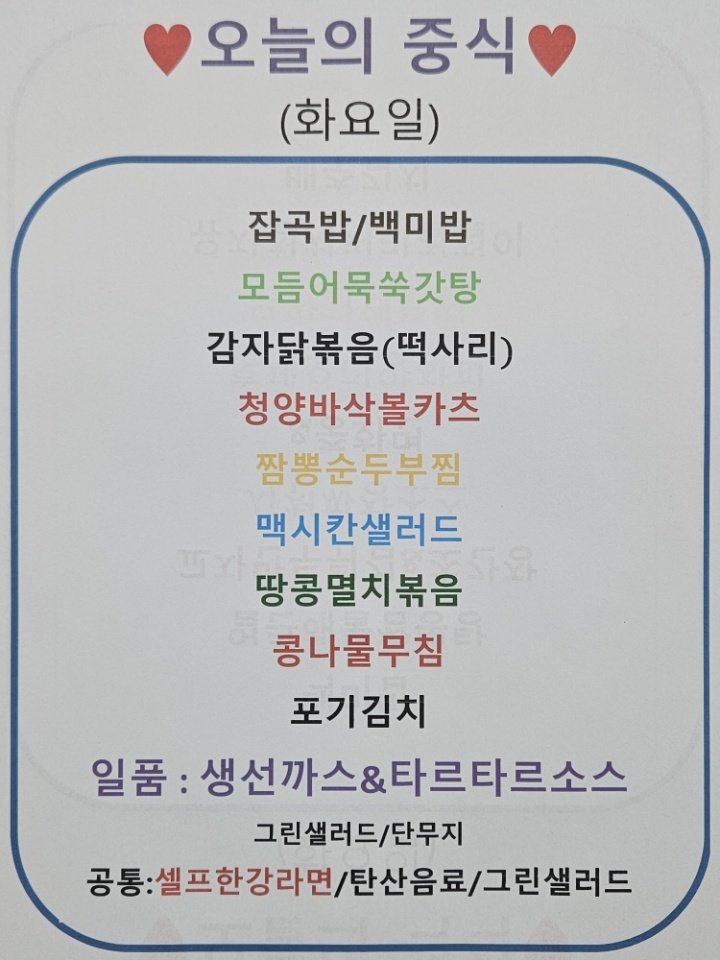 ♥오늘의 중식♥
(화요일)
잡곡밥/백미밥
모듬어묵쑥갓탕
감자닭볶음(떡사리)
청양바삭볼카츠
짬뽕순두부찜
맥시칸샐러드
땅콩멸치볶음
콩나물무침
포기김치
일품 : 생선까스&타르타르소스
그린샐러드/단무지
공통:셀프한강라면/탄산음료/그린샐러드